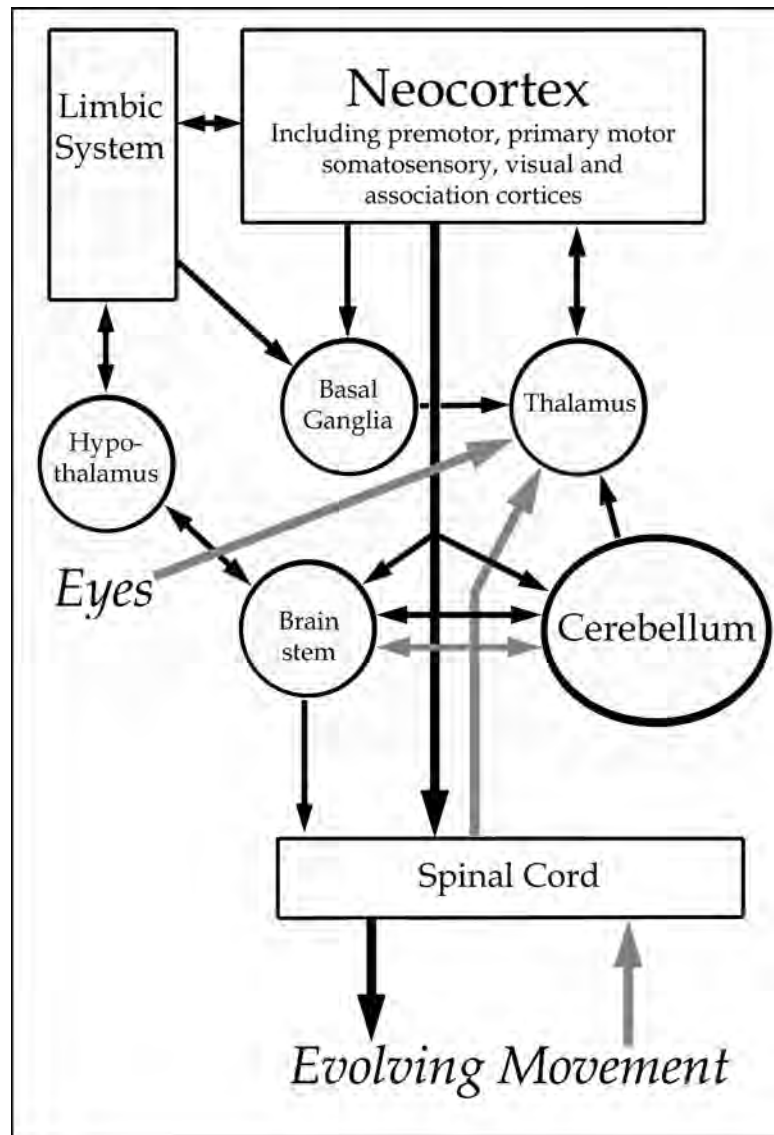 Limbic
System
Neocortex
Including premotor, primary motor
somatosensory, visual and
association cortices
Basal
Ganglia
Thalamus
Hypo-
thalamus
Eyes
Brain
stem
Cerebellum
Spinal Cord
Evolving Movement